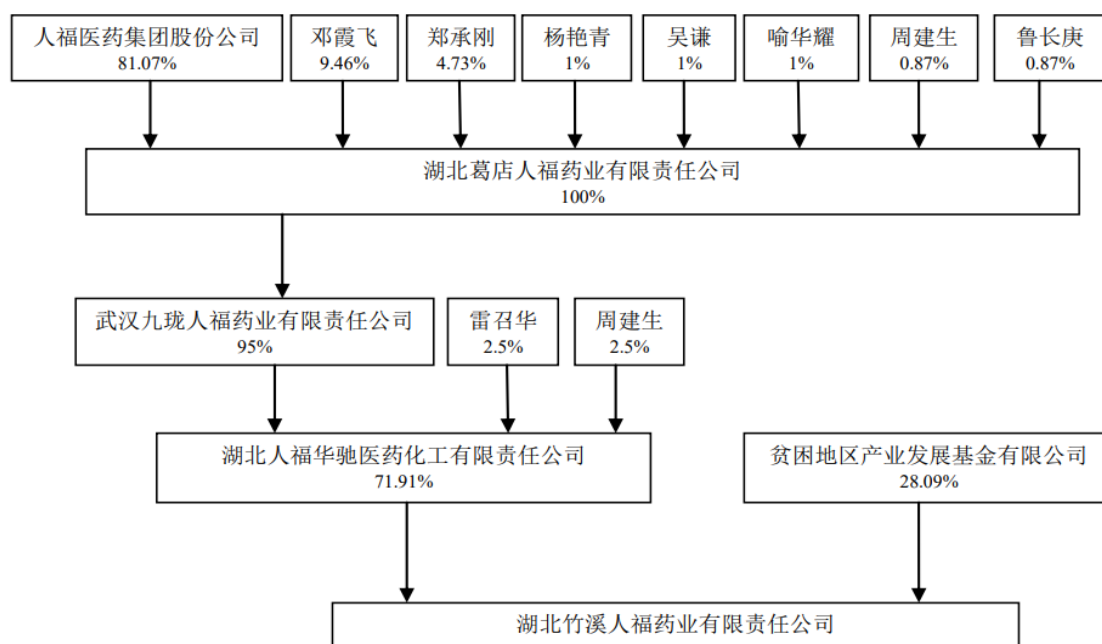 人福医药集团股份公司
81.07%
邓霞飞
9.46%
郑承刚
4.73%
杨艳青
1%
吴谦
1%
喻华耀
1%
周建生
0.87%
鲁长庚
0.87%
湖北葛店人福药业有限责任公司
100%
武汉九珑人福药业有限责任公司
95%
雷召华
2.5%
周建生
2.5%
湖北人福华驰医药化工有限责任公司
71.91%
贫困地区产业发展基金有限公司
28.09%
湖北竹溪人福药业有限责任公司